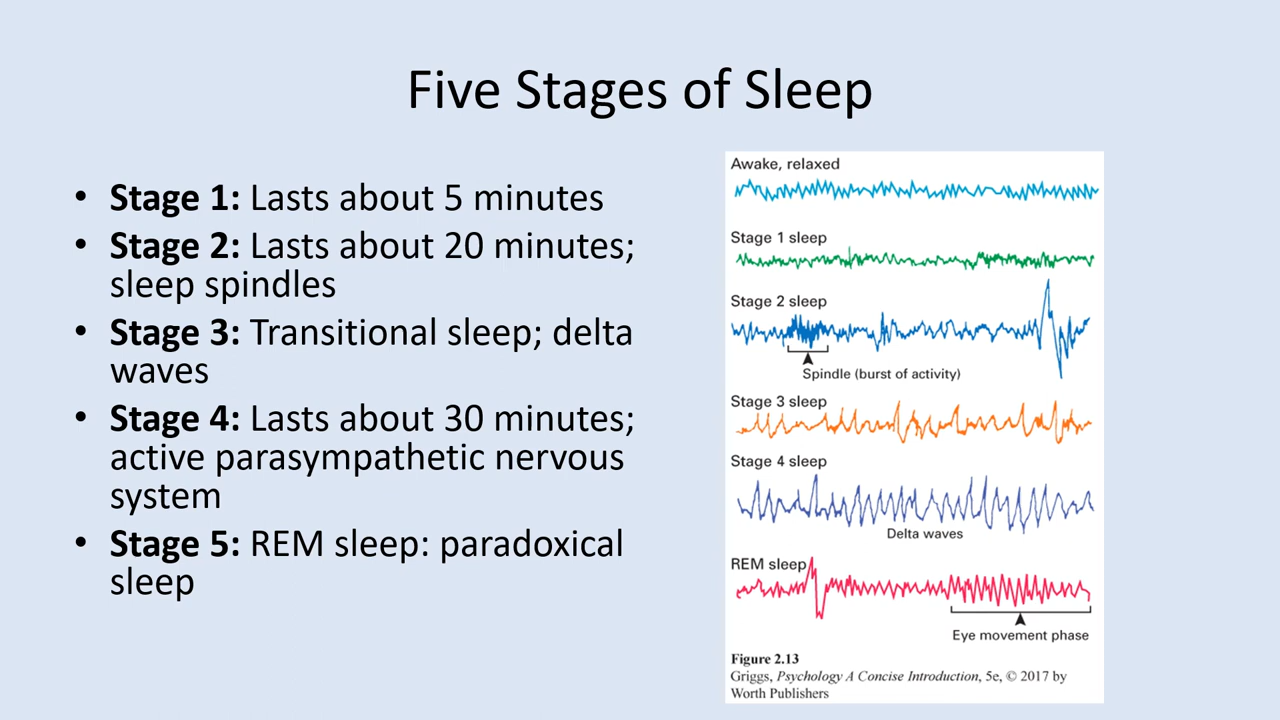 Five Stages of Sleep
• Stage 1: Lasts about 5 minutes
• Stage 2: Lasts about 20 minutes;
sleep spindles
• Stage 3: Transitional sleep; delta
waves
• Stage 4: Lasts about 30 minutes;
active parasympathetic nervous
system
• Stage 5: REM sleep: paradoxical
sleep
Awake, relaxed
Stage 1 sleep
Stage 2 sleep
Spindle (burst of activity)
Stage 3 sleep
Stage 4 sleep
Delta waves
REM sleep
Eye movement phase
Figure 2.13
Griggs, Psychology A Concise Introduction, 5e, © 2017 by
Worth Publishers